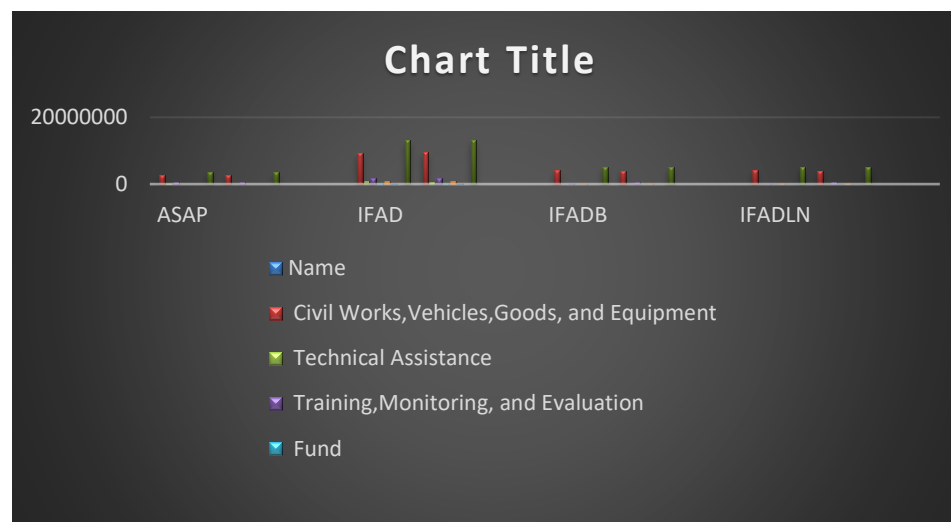 Chart Title
20000000
0
ASAP IFAD IFADB IFADLN
Name
Civil Works,Vehicles,Goods, and Equipment
Technical Assistance
Training,Monitoring, and Evaluation
Fund